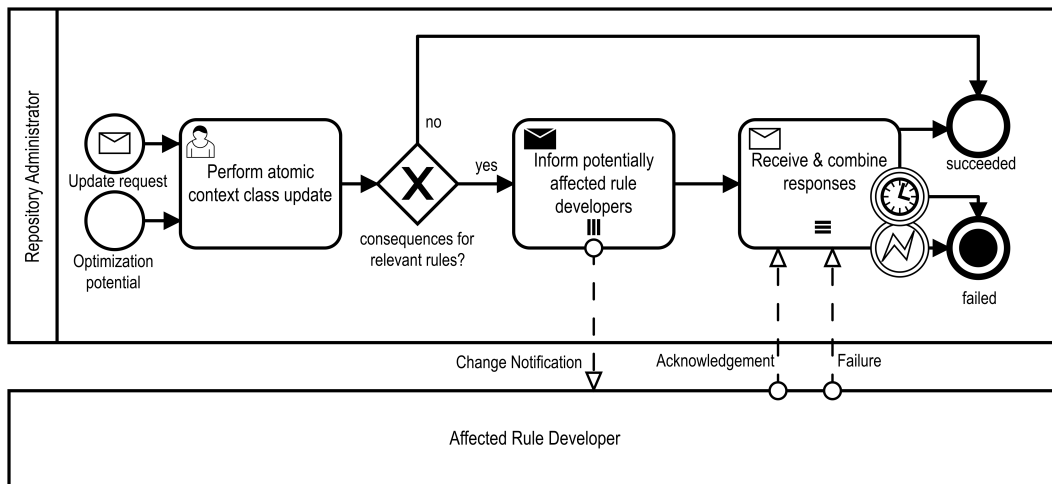 Repository Administrator
Update request
Optimization
potential
Perform atomic
context class update
X
consequences for
relevant rules?
no
yes
Inform potentially
affected rule
developers
Receive & combine
responses
succeeded
failed
Change Notification
Acknowledgement
Failure
Affected Rule Developer